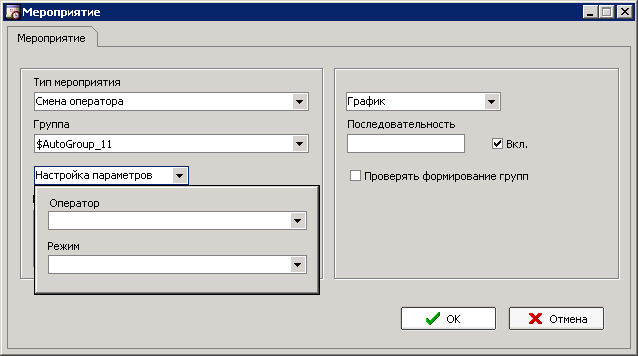 Мероприятие
Мероприятие
Тип мероприятия
Смена оператора
Группа
$AutoGroup_11
Настройка параметров
Оператор
Режим
График
Последовательность
Вкл.
Проверять формирование групп
OK
Отмена